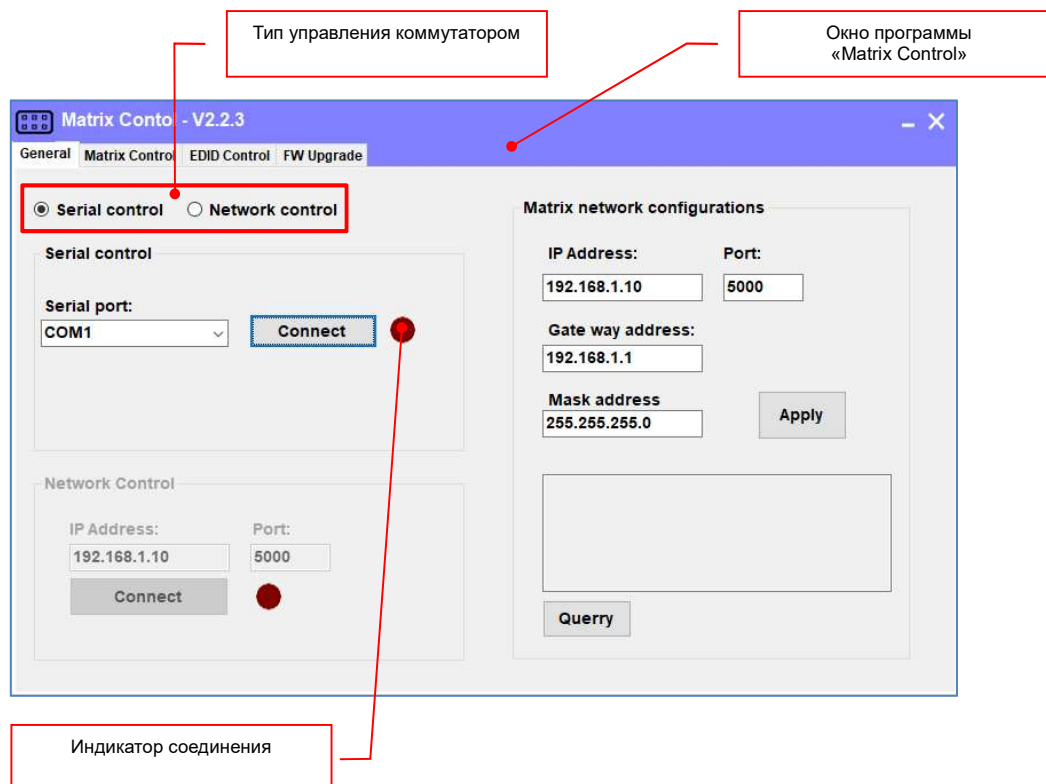 Тип управления коммутатором
Окно программы
«Matrix Control»
Matrix Contol - V2.2.3
General Matrix Control EDID Control FW Upgrade
Serial control Network control
Serial control
Serial port:
COM1 Connect
Network Control
IP Address: Port:
192.168.1.10 5000
Connect
Matrix network configurations
IP Address: Port:
192.168.1.10 5000
Gate way address:
192.168.1.1
Mask address
255.255.255.0
Apply
Querry
Индикатор соединения